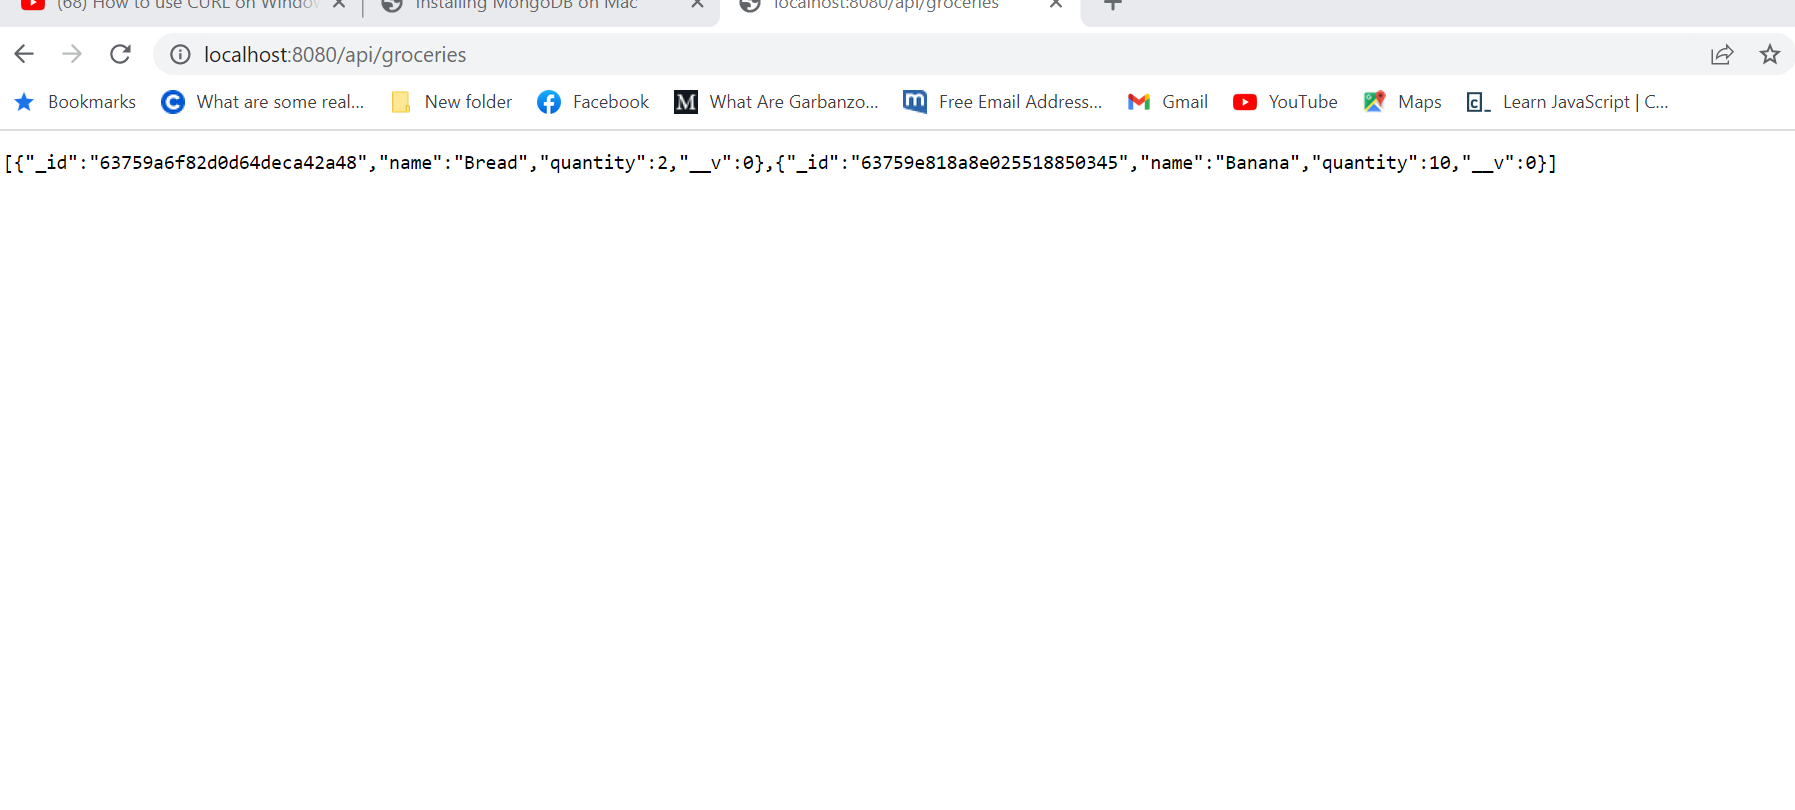 (68) How to use CURL on Window Installing MongoDB on Mac localhost:8080/api/groceries
localhost:8080/api/groceries
Bookmarks What are some real... New folder Facebook What Are Garbanzo... Free Email Address... Gmail YouTube Maps Learn JavaScript | C...
[{"_id":"63759a6f82d0d64deca42a48","name":"Bread","quantity":2,"__v":0},{"_id":"63759e818a8e025518850345","name":"Banana","quantity":10,"__v":0}]